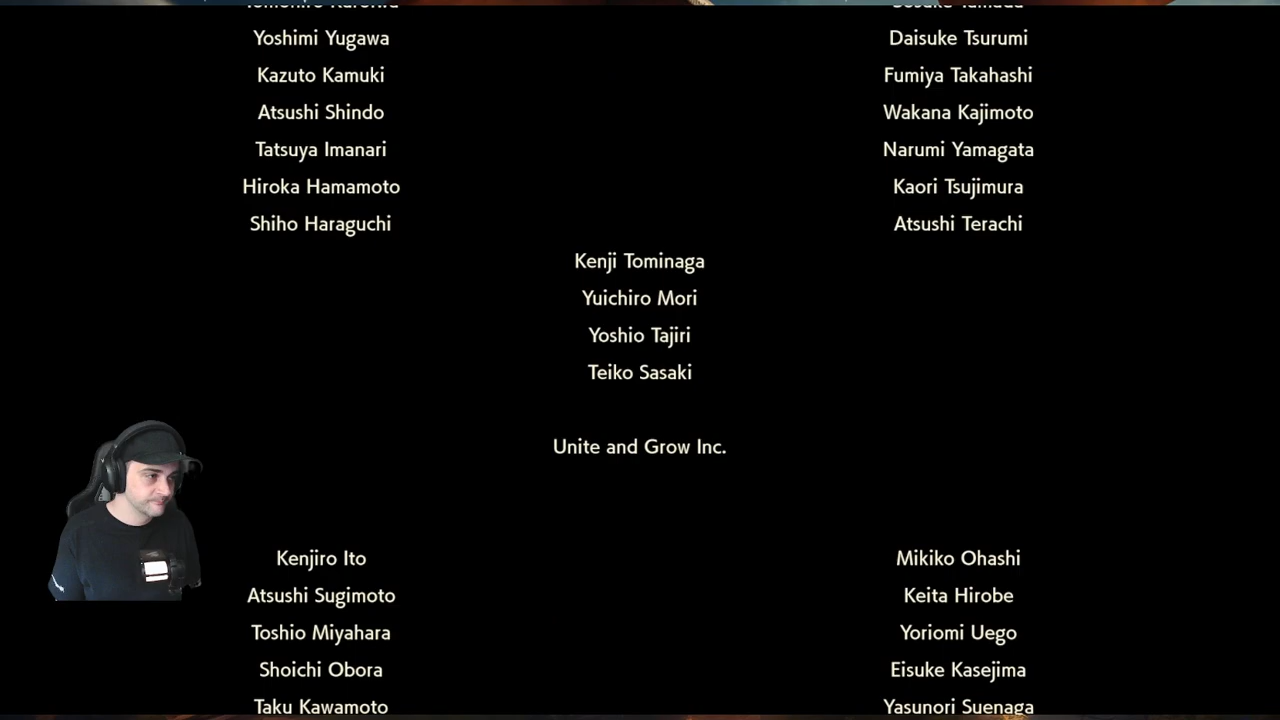 Yoshimi Yugawa Daisuke Tsurumi
Kazuto Kamuki Fumiya Takahashi
Atsushi Shindo Wakana Kajimoto
Tatsuya Imanari Narumi Yamagata
Hiroka Hamamoto Kaori Tsujimura
Shiho Haraguchi Atsushi Terachi
Kenji Tominaga
Yuichiro Mori
Yoshio Tajiri
Teiko Sasaki
Unite and Grow Inc.
Kenjiro Ito Mikiko Ohashi
Atsushi Sugimoto Keita Hirobe
Toshio Miyahara Yoriomi Uego
Shoichi Obora Eisuke Kasejima
Taku Kawamoto Yasunori Suenaga